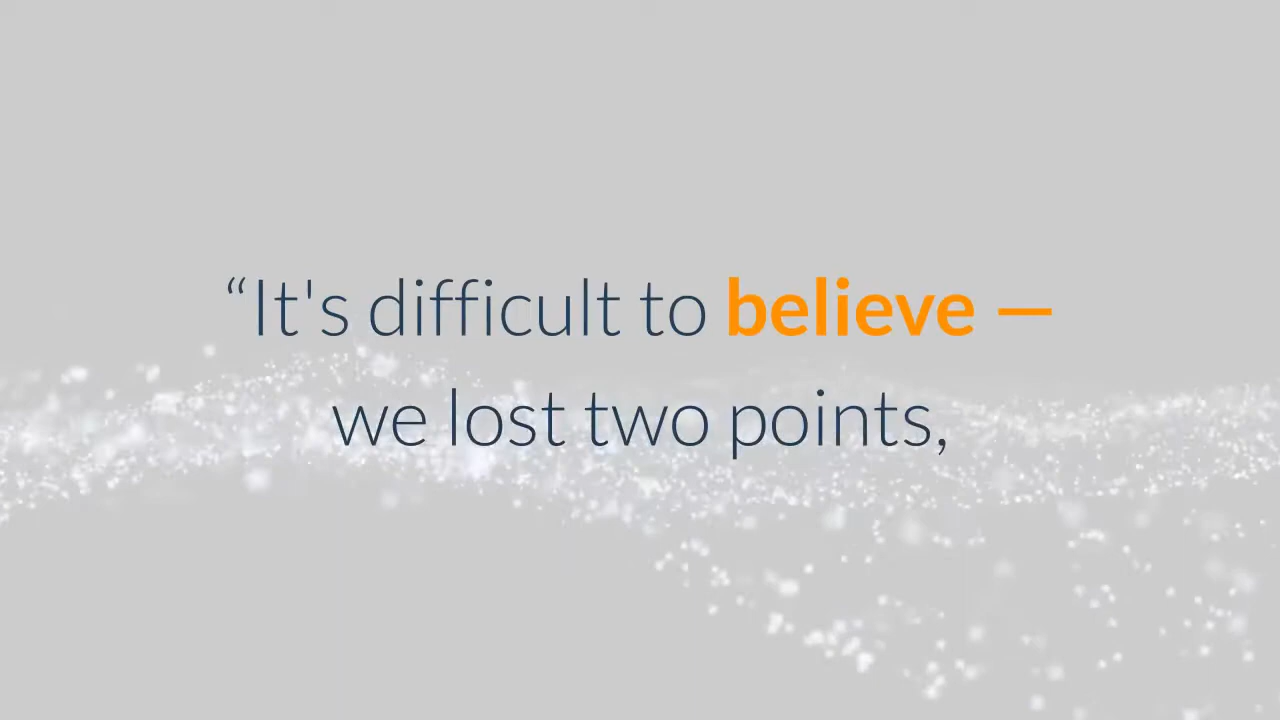 “It's difficult to believe —
we lost two points,